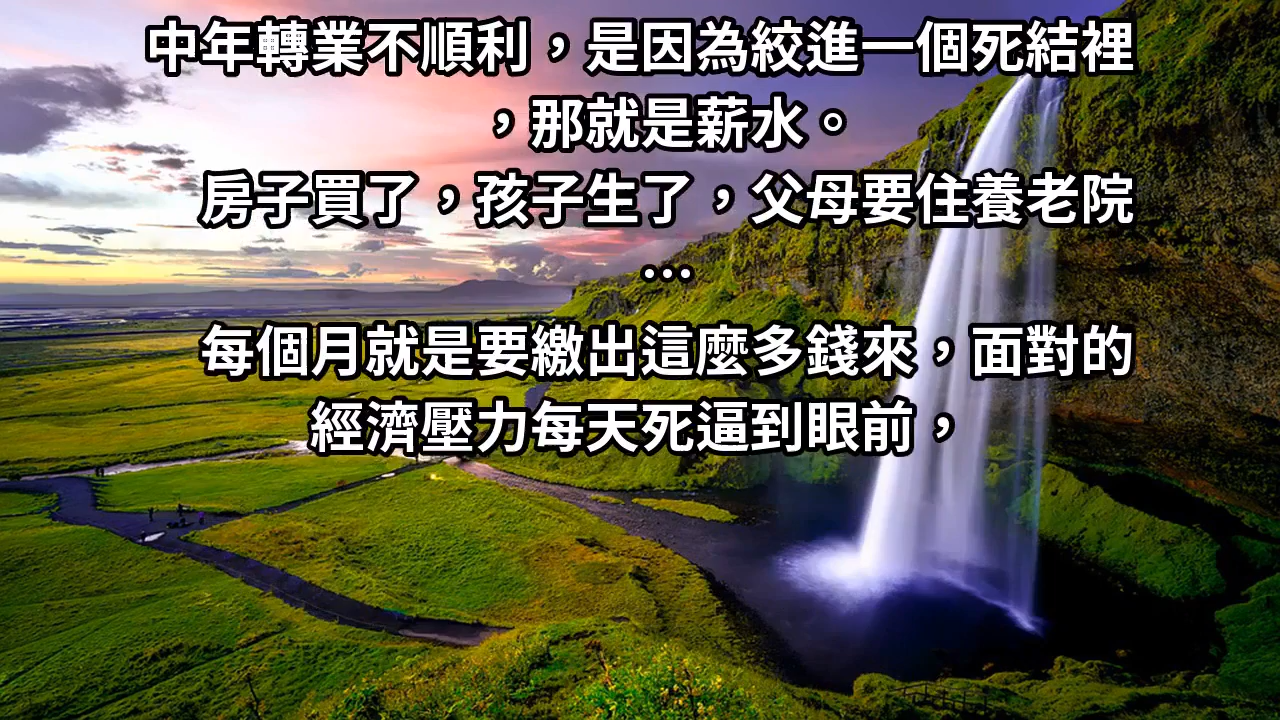 中年轉業不順利，是因為絞進一個死結裡
，那就是薪水。
房子買了，孩子生了，父母要住養老院
…
每個月就是要繳出這麼多錢來，面對的
經濟壓力每天死逼到眼前，